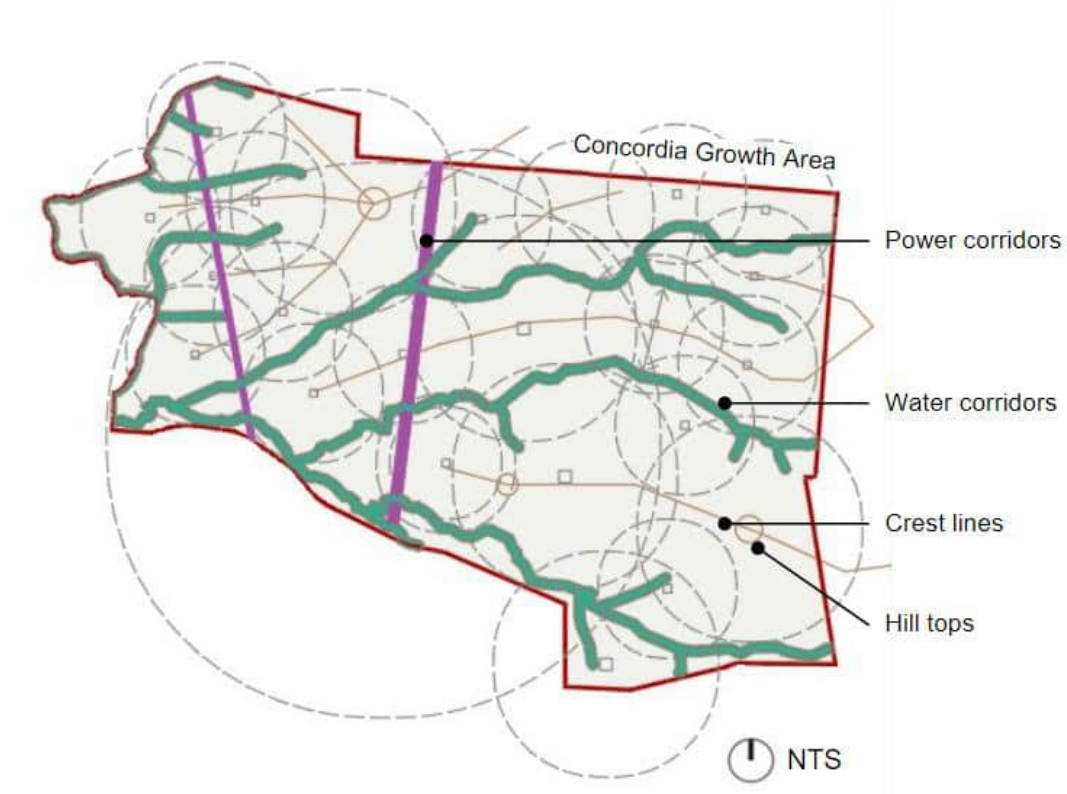 Concordia Growth Area
Power corridors
Water corridors
Crest lines
Hill tops
NTS